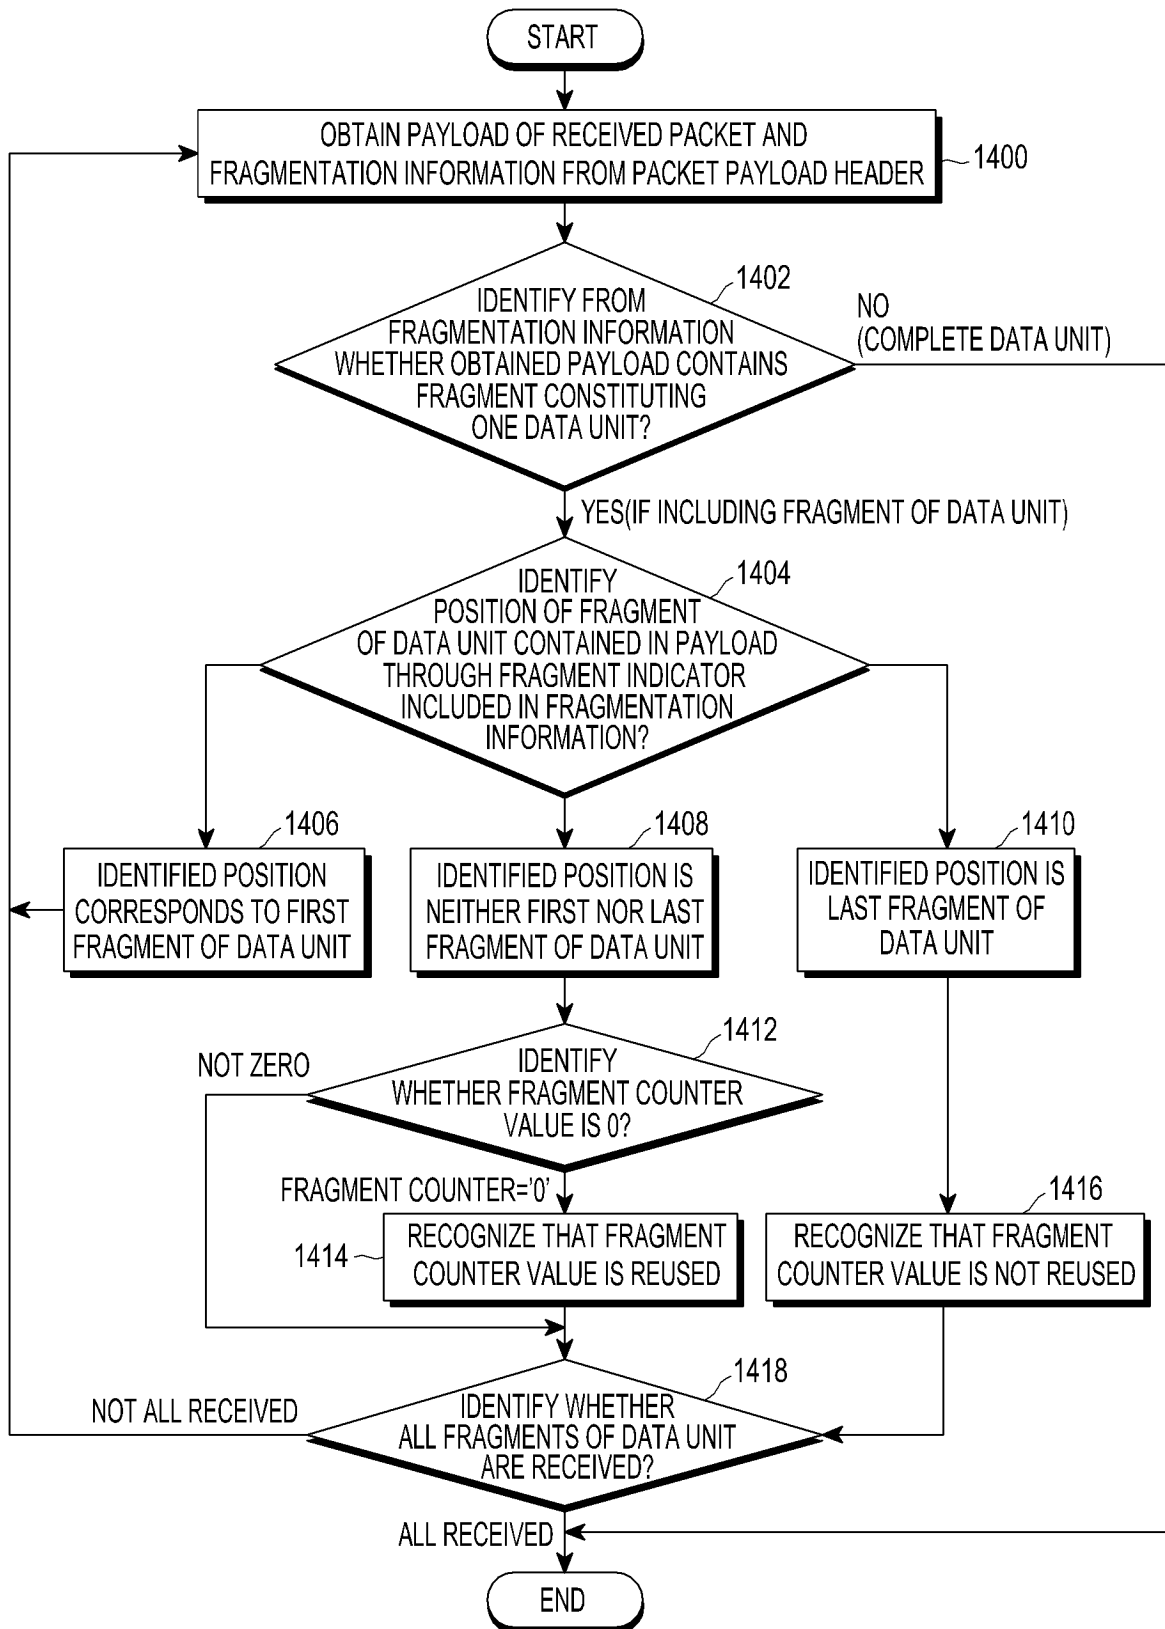 START
OBTAIN PAYLOAD OF RECEIVED PACKET AND
FRAGMENTATION INFORMATION FROM PACKET PAYLOAD HEADER
1400
1402
IDENTIFY FROM
FRAGMENTATION INFORMATION
WHETHER OBTAINED PAYLOAD CONTAINS
FRAGMENT CONSTITUTING
ONE DATA UNIT?
NO
(COMPLETE DATA UNIT)
YES(IF INCLUDING FRAGMENT OF DATA UNIT)
1404
IDENTIFY
POSITION OF FRAGMENT
OF DATA UNIT CONTAINED IN PAYLOAD
THROUGH FRAGMENT INDICATOR
INCLUDED IN FRAGMENTATION
INFORMATION?
1406
IDENTIFIED POSITION
CORRESPONDS TO FIRST
FRAGMENT OF DATA UNIT
1408
IDENTIFIED POSITION IS
NEITHER FIRST NOR LAST
FRAGMENT OF DATA UNIT
1410
IDENTIFIED POSITION IS
LAST FRAGMENT OF
DATA UNIT
1412
IDENTIFY
WHETHER FRAGMENT COUNTER
VALUE IS 0?
NOT ZERO
FRAGMENT COUNTER='0'
1414
RECOGNIZE THAT FRAGMENT
COUNTER VALUE IS REUSED
1416
RECOGNIZE THAT FRAGMENT
COUNTER VALUE IS NOT REUSED
1418
IDENTIFY WHETHER
ALL FRAGMENTS OF DATA UNIT
ARE RECEIVED?
NOT ALL RECEIVED
ALL RECEIVED
END